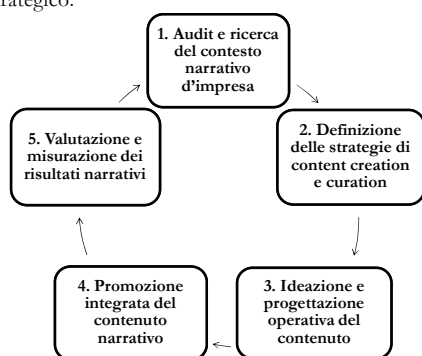 1. Audit e ricerca
del contesto
narrativo
d'impresa
2. Definizione
delle strategie di
content creation
e curation
3. Ideazione e
progettazione
operativa del
contenuto
4. Promozione
integrata del
contenuto
narrativo
5. Valutazione e
misurazione dei
risultati narrativi